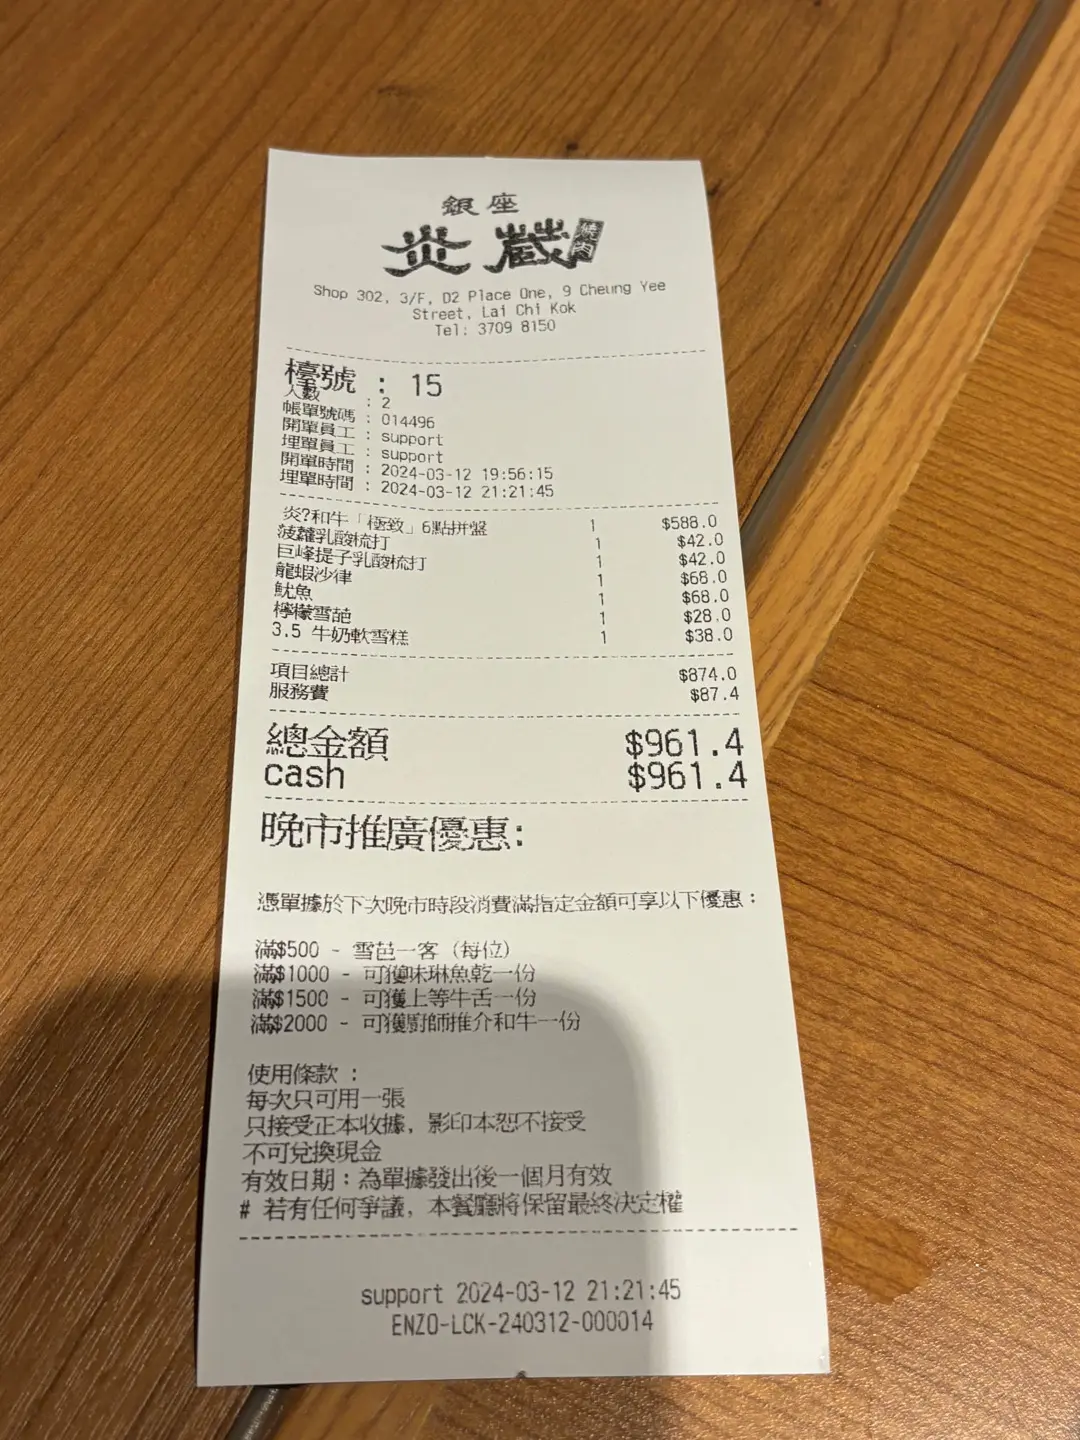 銀座
炎蔵 燒肉
Shop 302, 3/F, D2 Place One, 9 Cheung Yee
Street, Lai Chi Kok
Tel: 3709 8150
檯號 : 15
人數 : 2
帳單號碼 : 014496
開單員工 : support
埋單員工 : support
開單時間 : 2024-03-12 19:56:15
埋單時間 : 2024-03-12 21:21:45
炎?和牛「極致」6點拼盤 1 $588.0
菠蘿乳酸梳打 1 $42.0
巨峰提子乳酸梳打 1 $42.0
龍蝦沙律 1 $68.0
魷魚 1 $68.0
檸檬雪葩 1 $28.0
3.5 牛奶軟雪糕 1 $38.0
項目總計 $874.0
服務費 $87.4
總金額 $961.4
cash $961.4
晚市推廣優惠:
憑單據於下次晚市時段消費滿指定金額可享以下優惠：
滿$500 - 雪芭一客 (每位)
滿$1000 - 可獲味琳魚乾一份
滿$1500 - 可獲上等牛舌一份
滿$2000 - 可獲廚師推介和牛一份
使用條款 :
每次只可用一張
只接受正本收據, 影印本恕不接受
不可兌換現金
有效日期：為單據發出後一個月有效
# 若有任何爭議, 本餐廳將保留最終決定權
support 2024-03-12 21:21:45
ENZO-LCK-240312-000014